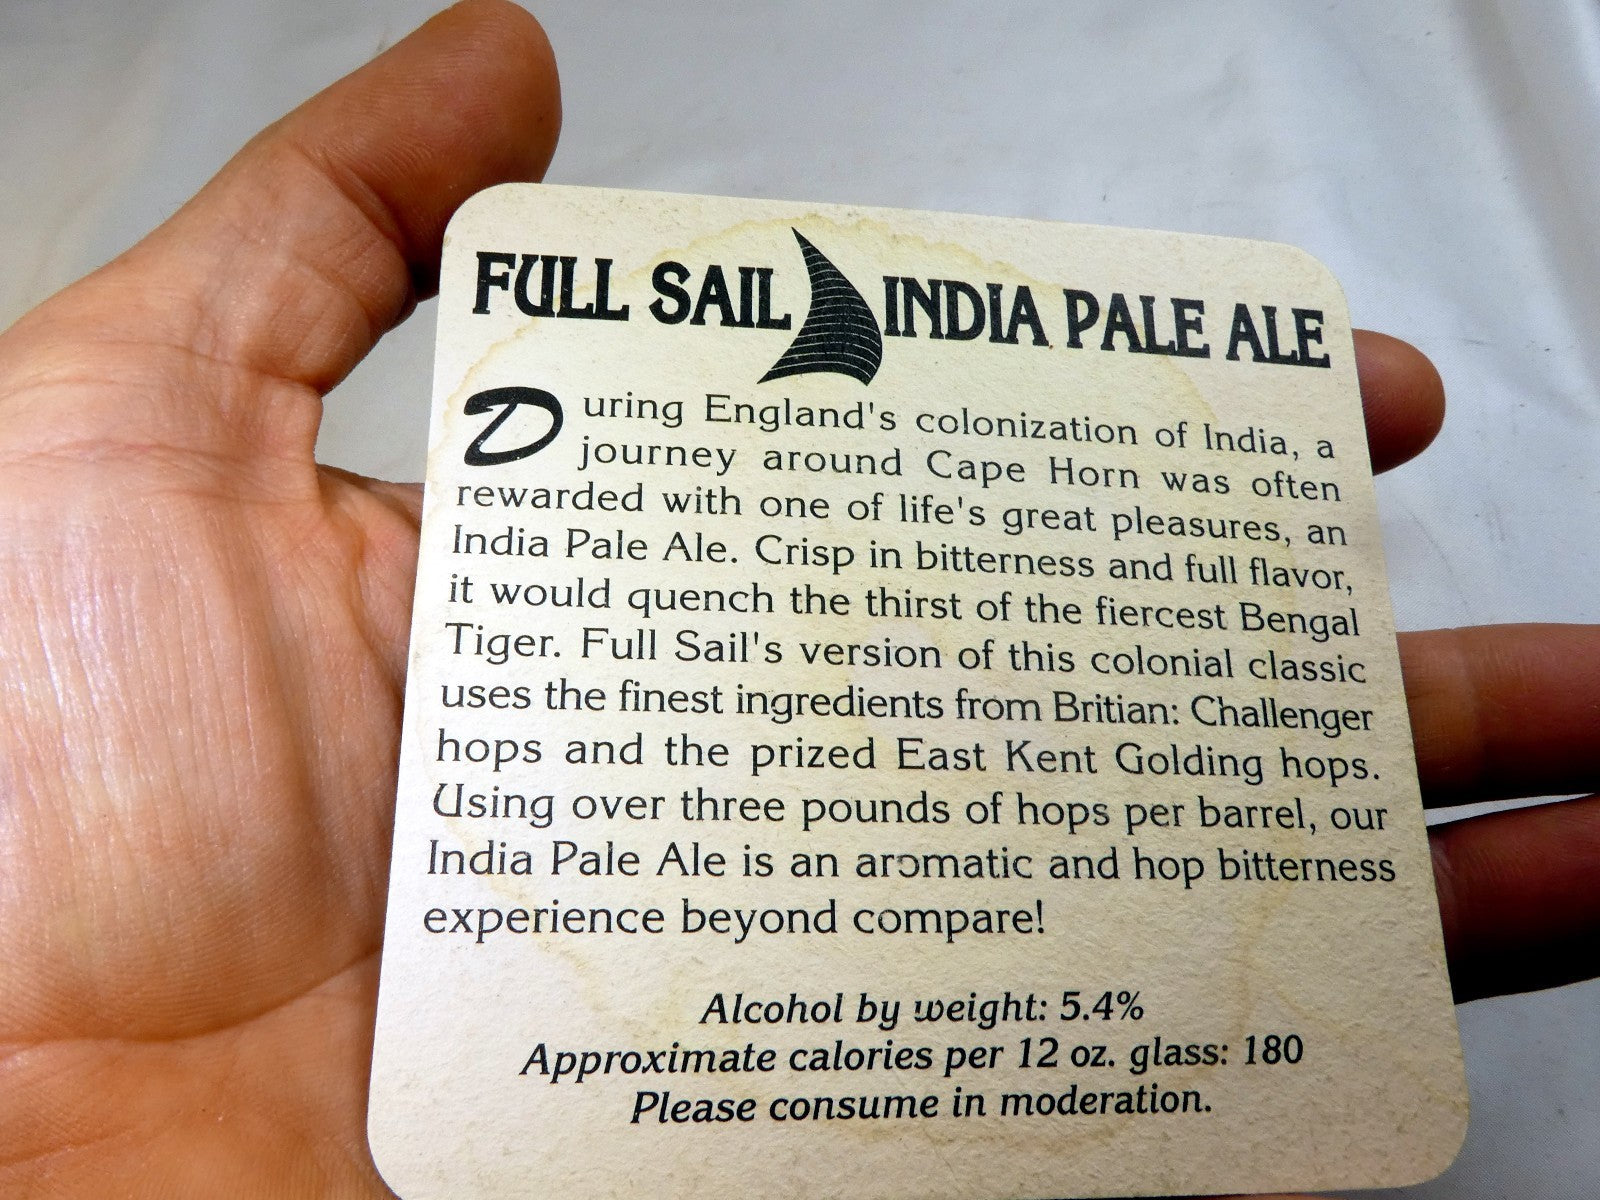 FULL SAIL INDIA PALE ALE
During England's colonization of India, a
journey around Cape Horn was often
rewarded with one of life's great pleasures, an
India Pale Ale. Crisp in bitterness and full flavor,
it would quench the thirst of the fiercest Bengal
Tiger. Full Sail's version of this colonial classic
uses the finest ingredients from Britian: Challenger
hops and the prized East Kent Golding hops.
Using over three pounds of hops per barrel, our
India Pale Ale is an aromatic and hop bitterness
experience beyond compare!
Alcohol by weight: 5.4%
Approximate calories per 12 oz. glass: 180
Please consume in moderation.